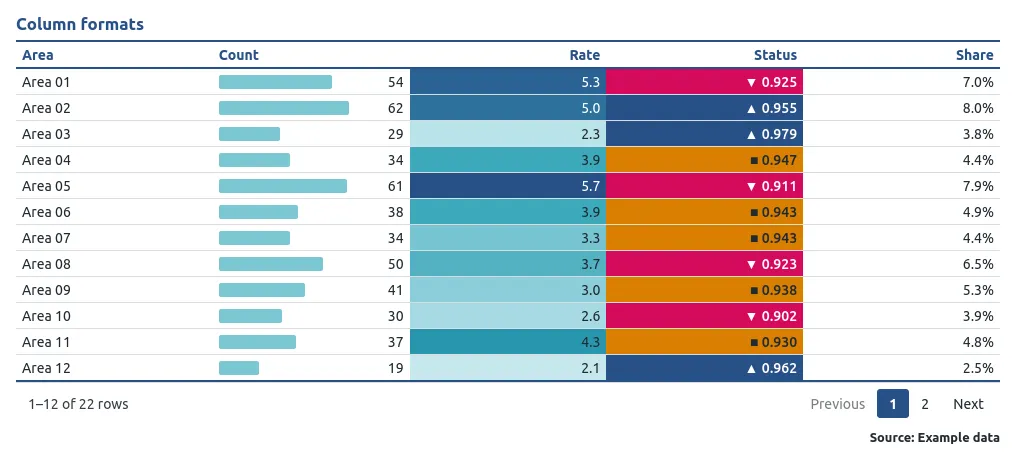 Column formats
Area Count Rate Status Share
Area 01 54 5.3 ▼ 0.925 7.0%
Area 02 62 5.0 ▲ 0.955 8.0%
Area 03 29 2.3 ▲ 0.979 3.8%
Area 04 34 3.9 ■ 0.947 4.4%
Area 05 61 5.7 ▼ 0.911 7.9%
Area 06 38 3.9 ■ 0.943 4.9%
Area 07 34 3.3 ■ 0.943 4.4%
Area 08 50 3.7 ▼ 0.923 6.5%
Area 09 41 3.0 ■ 0.938 5.3%
Area 10 30 2.6 ▼ 0.902 3.9%
Area 11 37 4.3 ■ 0.930 4.8%
Area 12 19 2.1 ▲ 0.962 2.5%
1–12 of 22 rows Previous 1 2 Next
Source: Example data